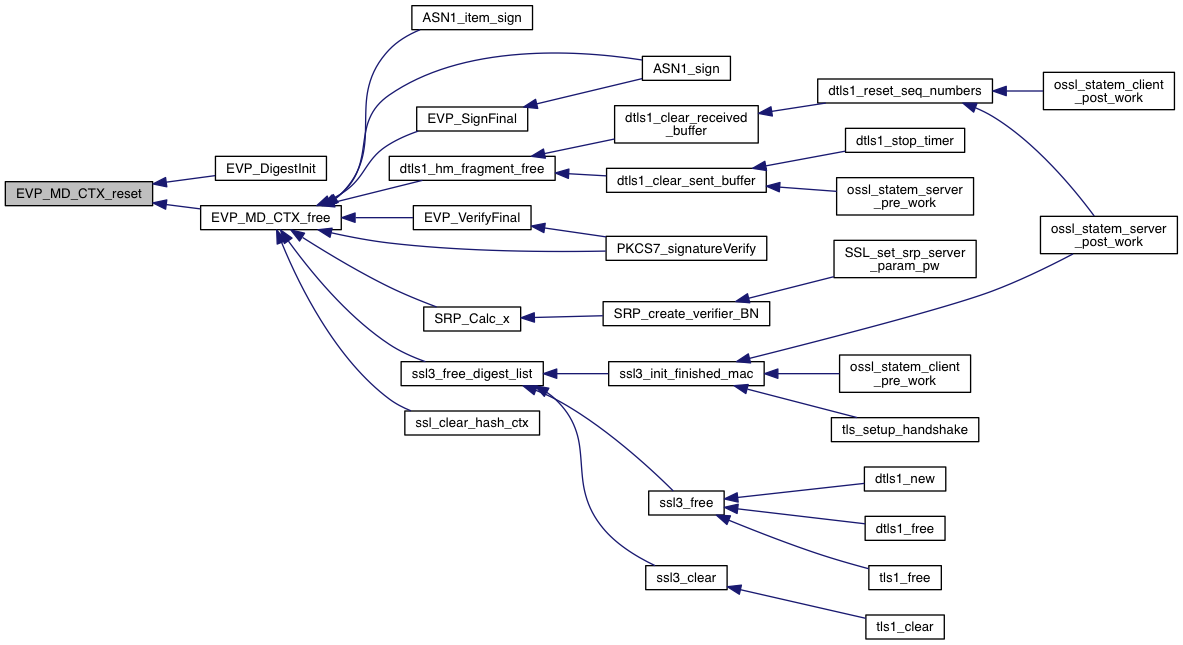 ASN1_item_sign
ASN1_sign
dtls1_reset_seq_numbers
ossl_statem_client
_post_work
EVP_SignFinal
dtls1_clear_received
_buffer
dtls1_stop_timer
EVP_DigestInit
dtls1_hm_fragment_free
dtls1_clear_sent_buffer
ossl_statem_server
_pre_work
EVP_MD_CTX_reset
EVP_MD_CTX_free
EVP_VerifyFinal
ossl_statem_server
_post_work
PKCS7_signatureVerify
SSL_set_srp_server
_param_pw
SRP_Calc_x
SRP_create_verifier_BN
ssl3_free_digest_list
ssl3_init_finished_mac
ossl_statem_client
_pre_work
ssl_clear_hash_ctx
tls_setup_handshake
dtls1_new
ssl3_free
dtls1_free
ssl3_clear
tls1_free
tls1_clear